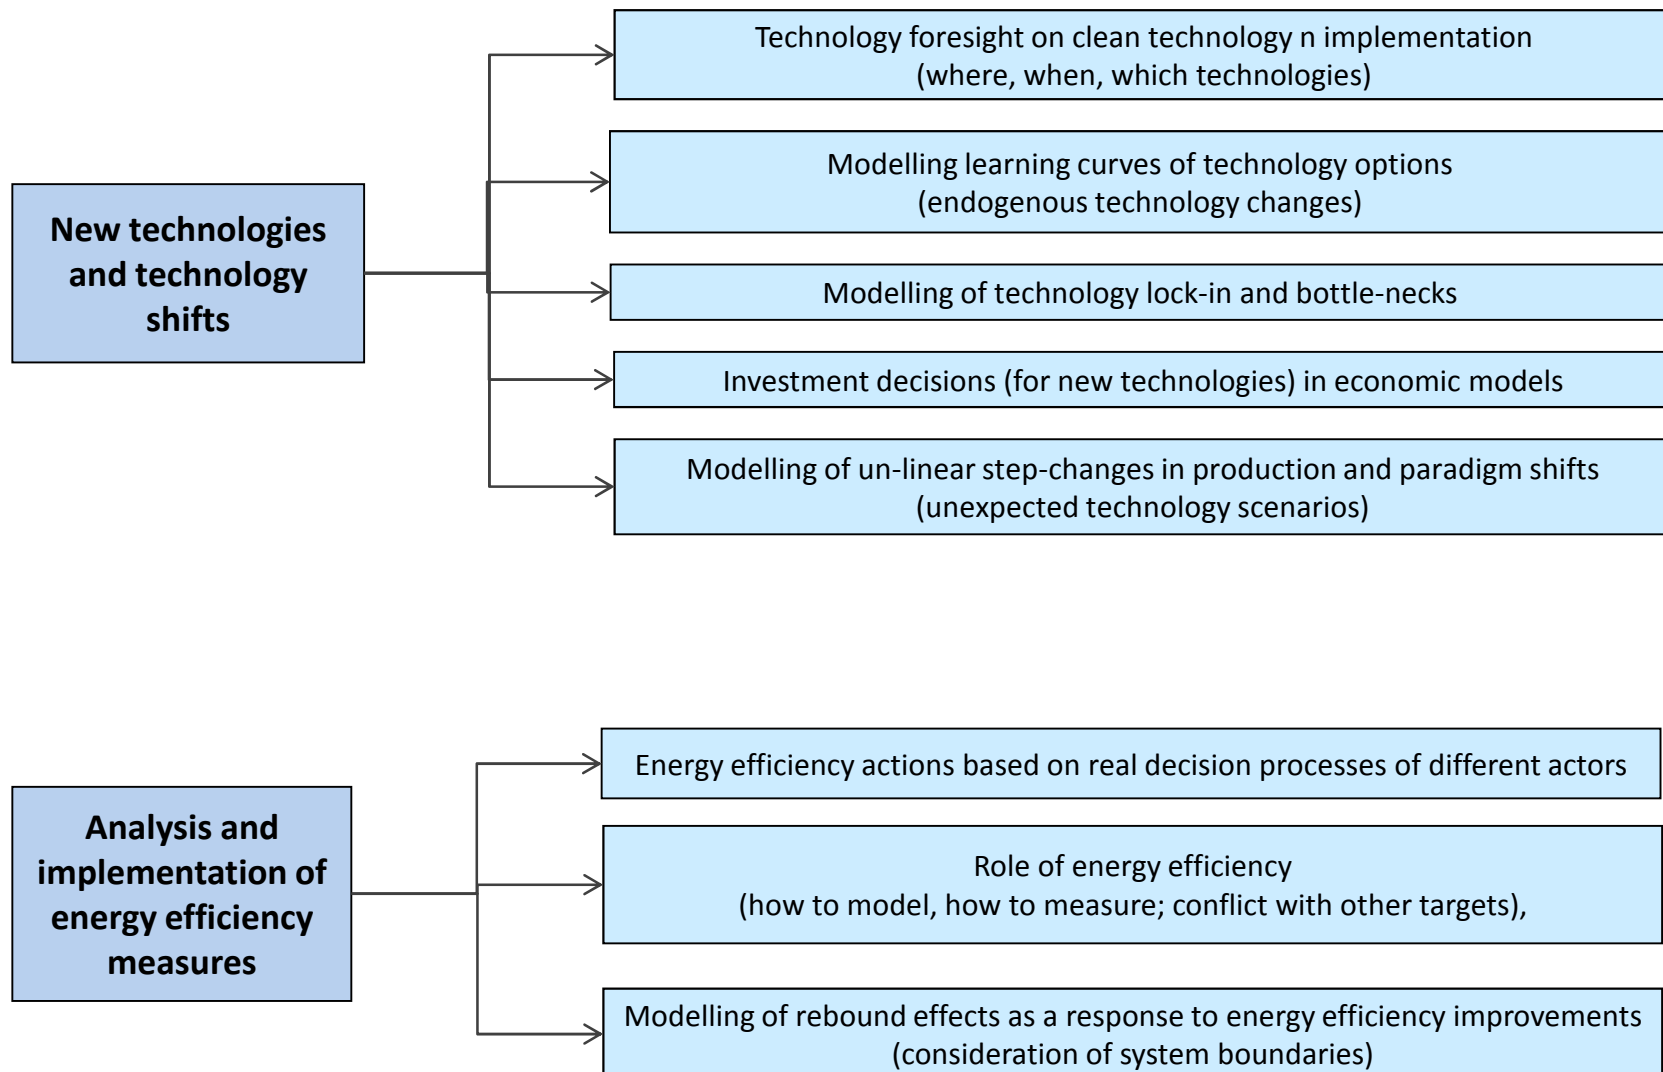 New technologies
and technology
shifts
Technology foresight on clean technology n implementation
(where, when, which technologies)
Modelling learning curves of technology options
(endogenous technology changes)
Modelling of technology lock-in and bottle-necks
Investment decisions (for new technologies) in economic models
Modelling of un-linear step-changes in production and paradigm shifts
(unexpected technology scenarios)
Analysis and
implementation of
energy efficiency
measures
Energy efficiency actions based on real decision processes of different actors
Role of energy efficiency
(how to model, how to measure; conflict with other targets),
Modelling of rebound effects as a response to energy efficiency improvements
(consideration of system boundaries)